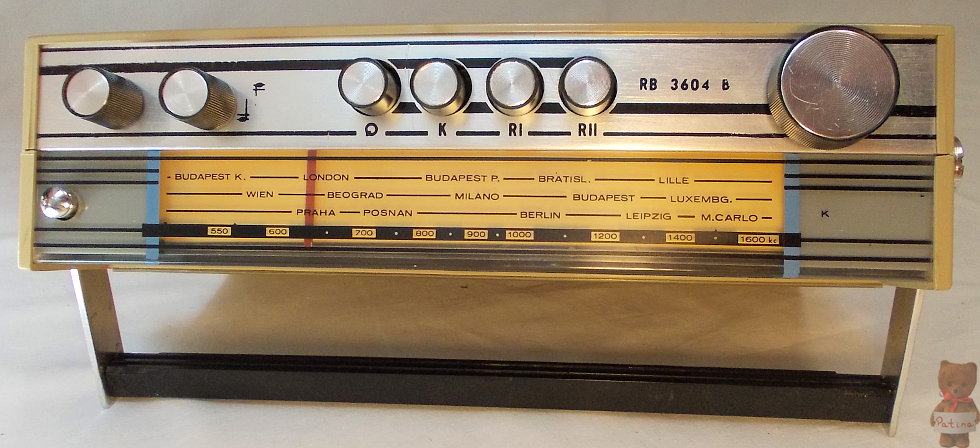 RB 3604 B
K RI RII
BUDAPEST K. LONDON BUDAPEST P. BRATISL. LILLE
WIEN BEOGRAD MILANO BUDAPEST LUXEMBG.
PRAHA POSNAN BERLIN LEIPZIG M.CARLO K
550 600 700 800 900 1000 1200 1400 1600 kc
Patina